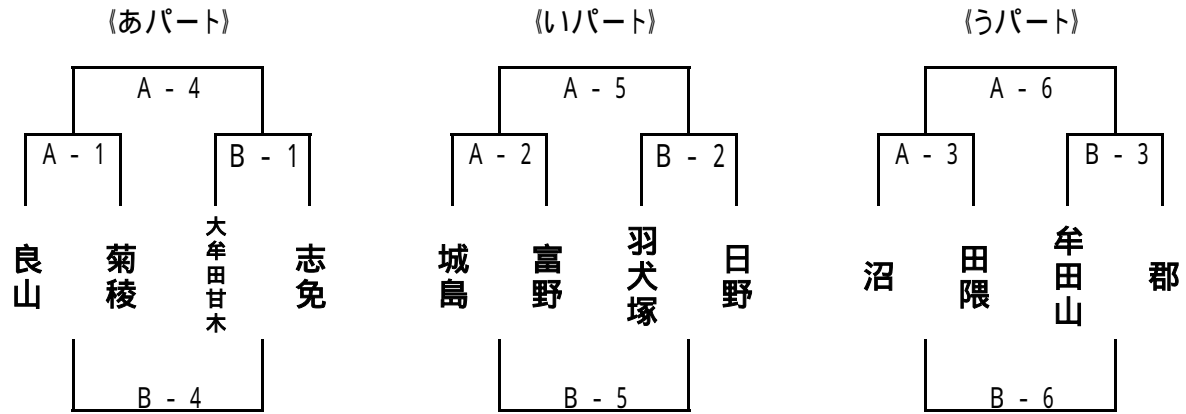 《あパート》
《いパート》
《うパート》
A - 4
A - 5
A - 6
A - 1
B - 1
A - 2
B - 2
A - 3
B - 3
良山
菊稜
大牟田甘木
志免
城島
富野
羽犬塚
日野
沼
田隈
牟田山
郡
B - 4
B - 5
B - 6